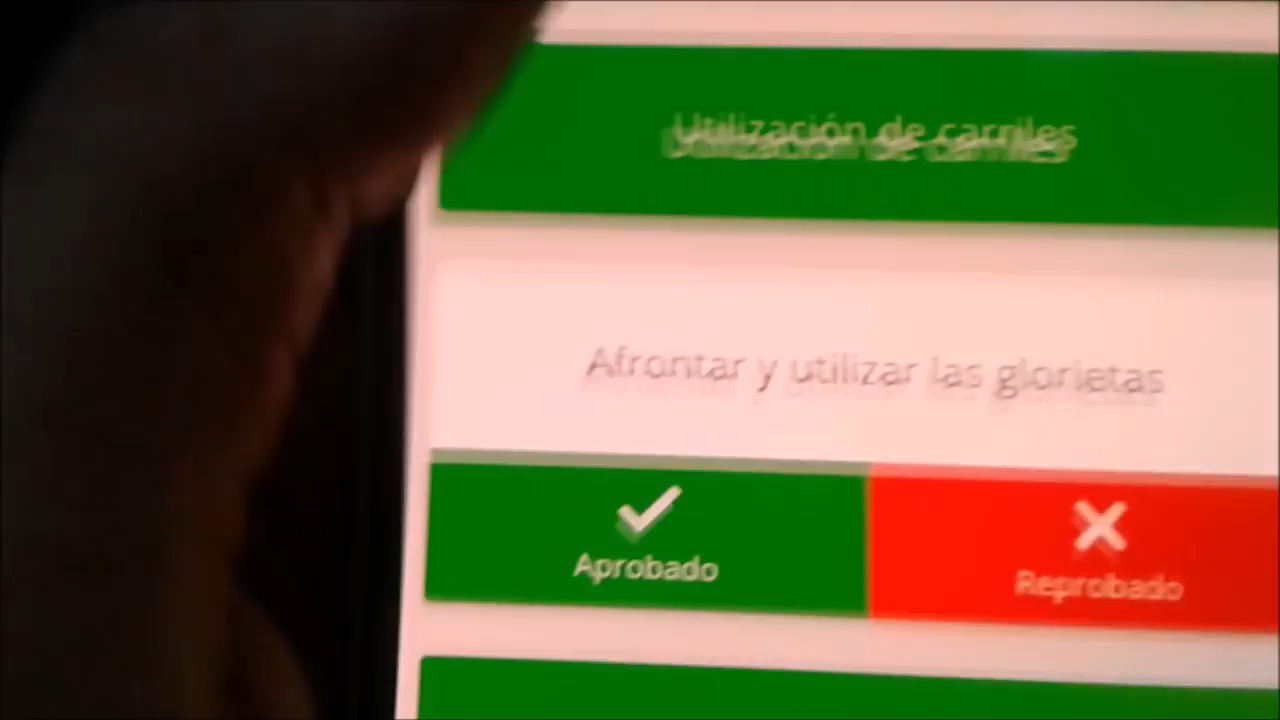 Utilización de carriles
Afrontar y utilizar las glorietas
Aprobado
Reprobado